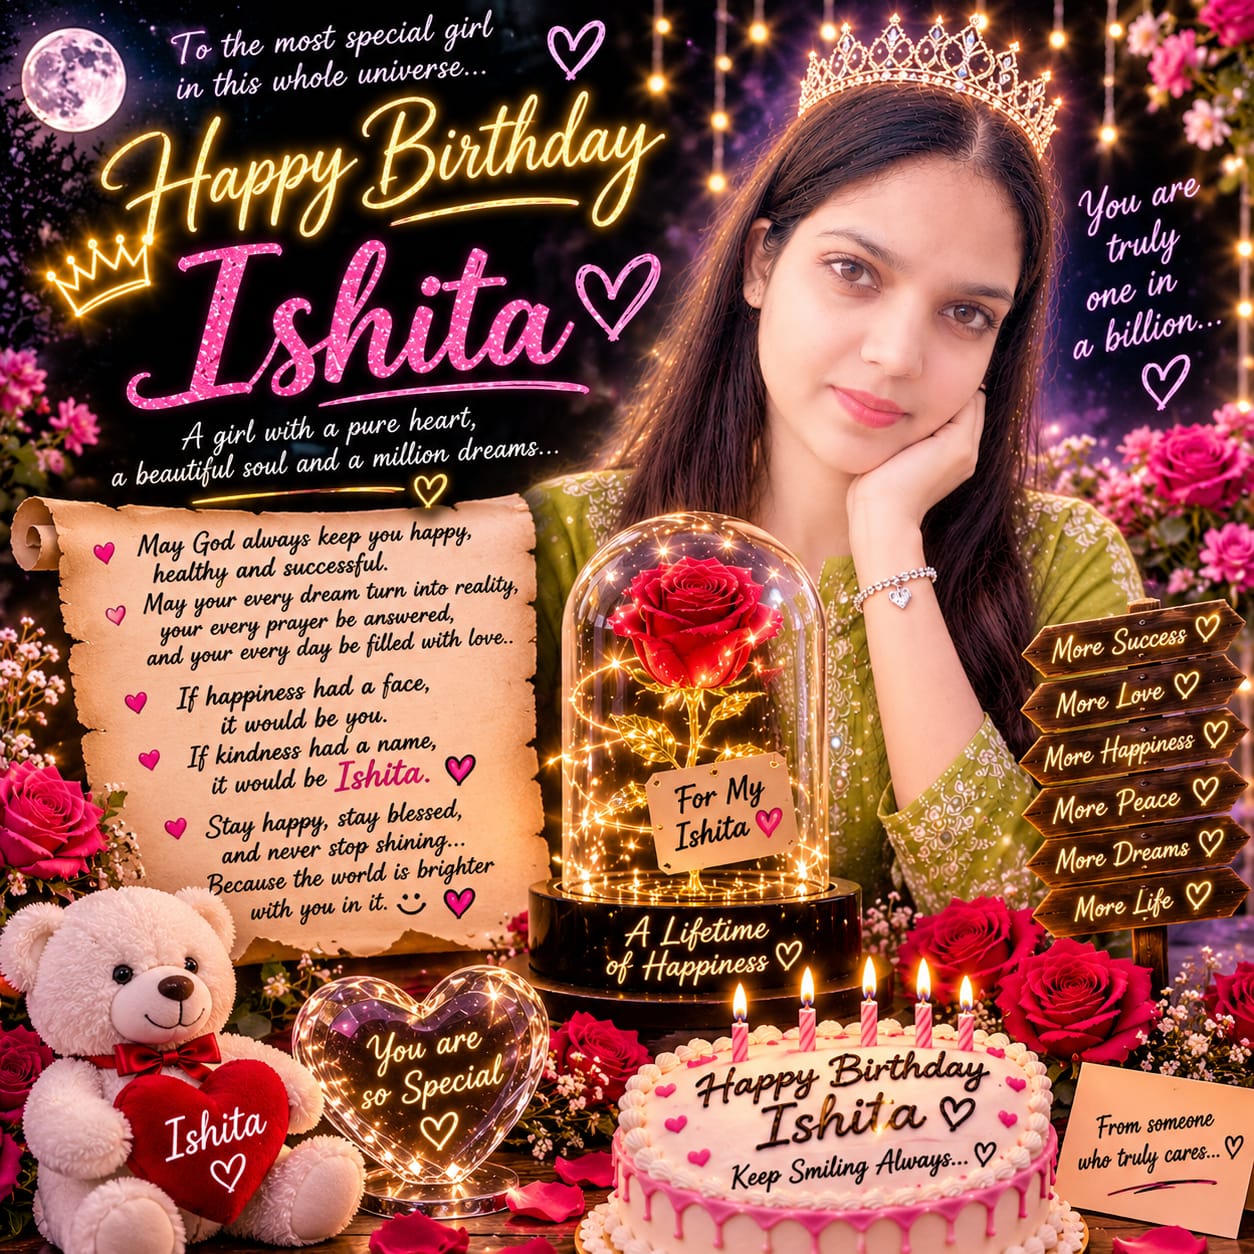 To the most special girl
in this whole universe...
Happy Birthday
Ishita
A girl with a pure heart,
a beautiful soul and a million dreams...
You are
truly
one in
a billion...
May God always keep you happy,
healthy and successful.
May your every dream turn into reality,
your every prayer be answered,
and your every day be filled with love..
If happiness had a face,
it would be you.
If kindness had a name,
it would be Ishita.
Stay happy, stay blessed,
and never stop shining...
Because the world is brighter
with you in it.
For My
Ishita
A Lifetime
of Happiness
More Success
More Love
More Happiness
More Peace
More Dreams
More Life
Ishita
You are
so Special
Happy Birthday
Ishita
Keep Smiling Always...
From someone
who truly cares...